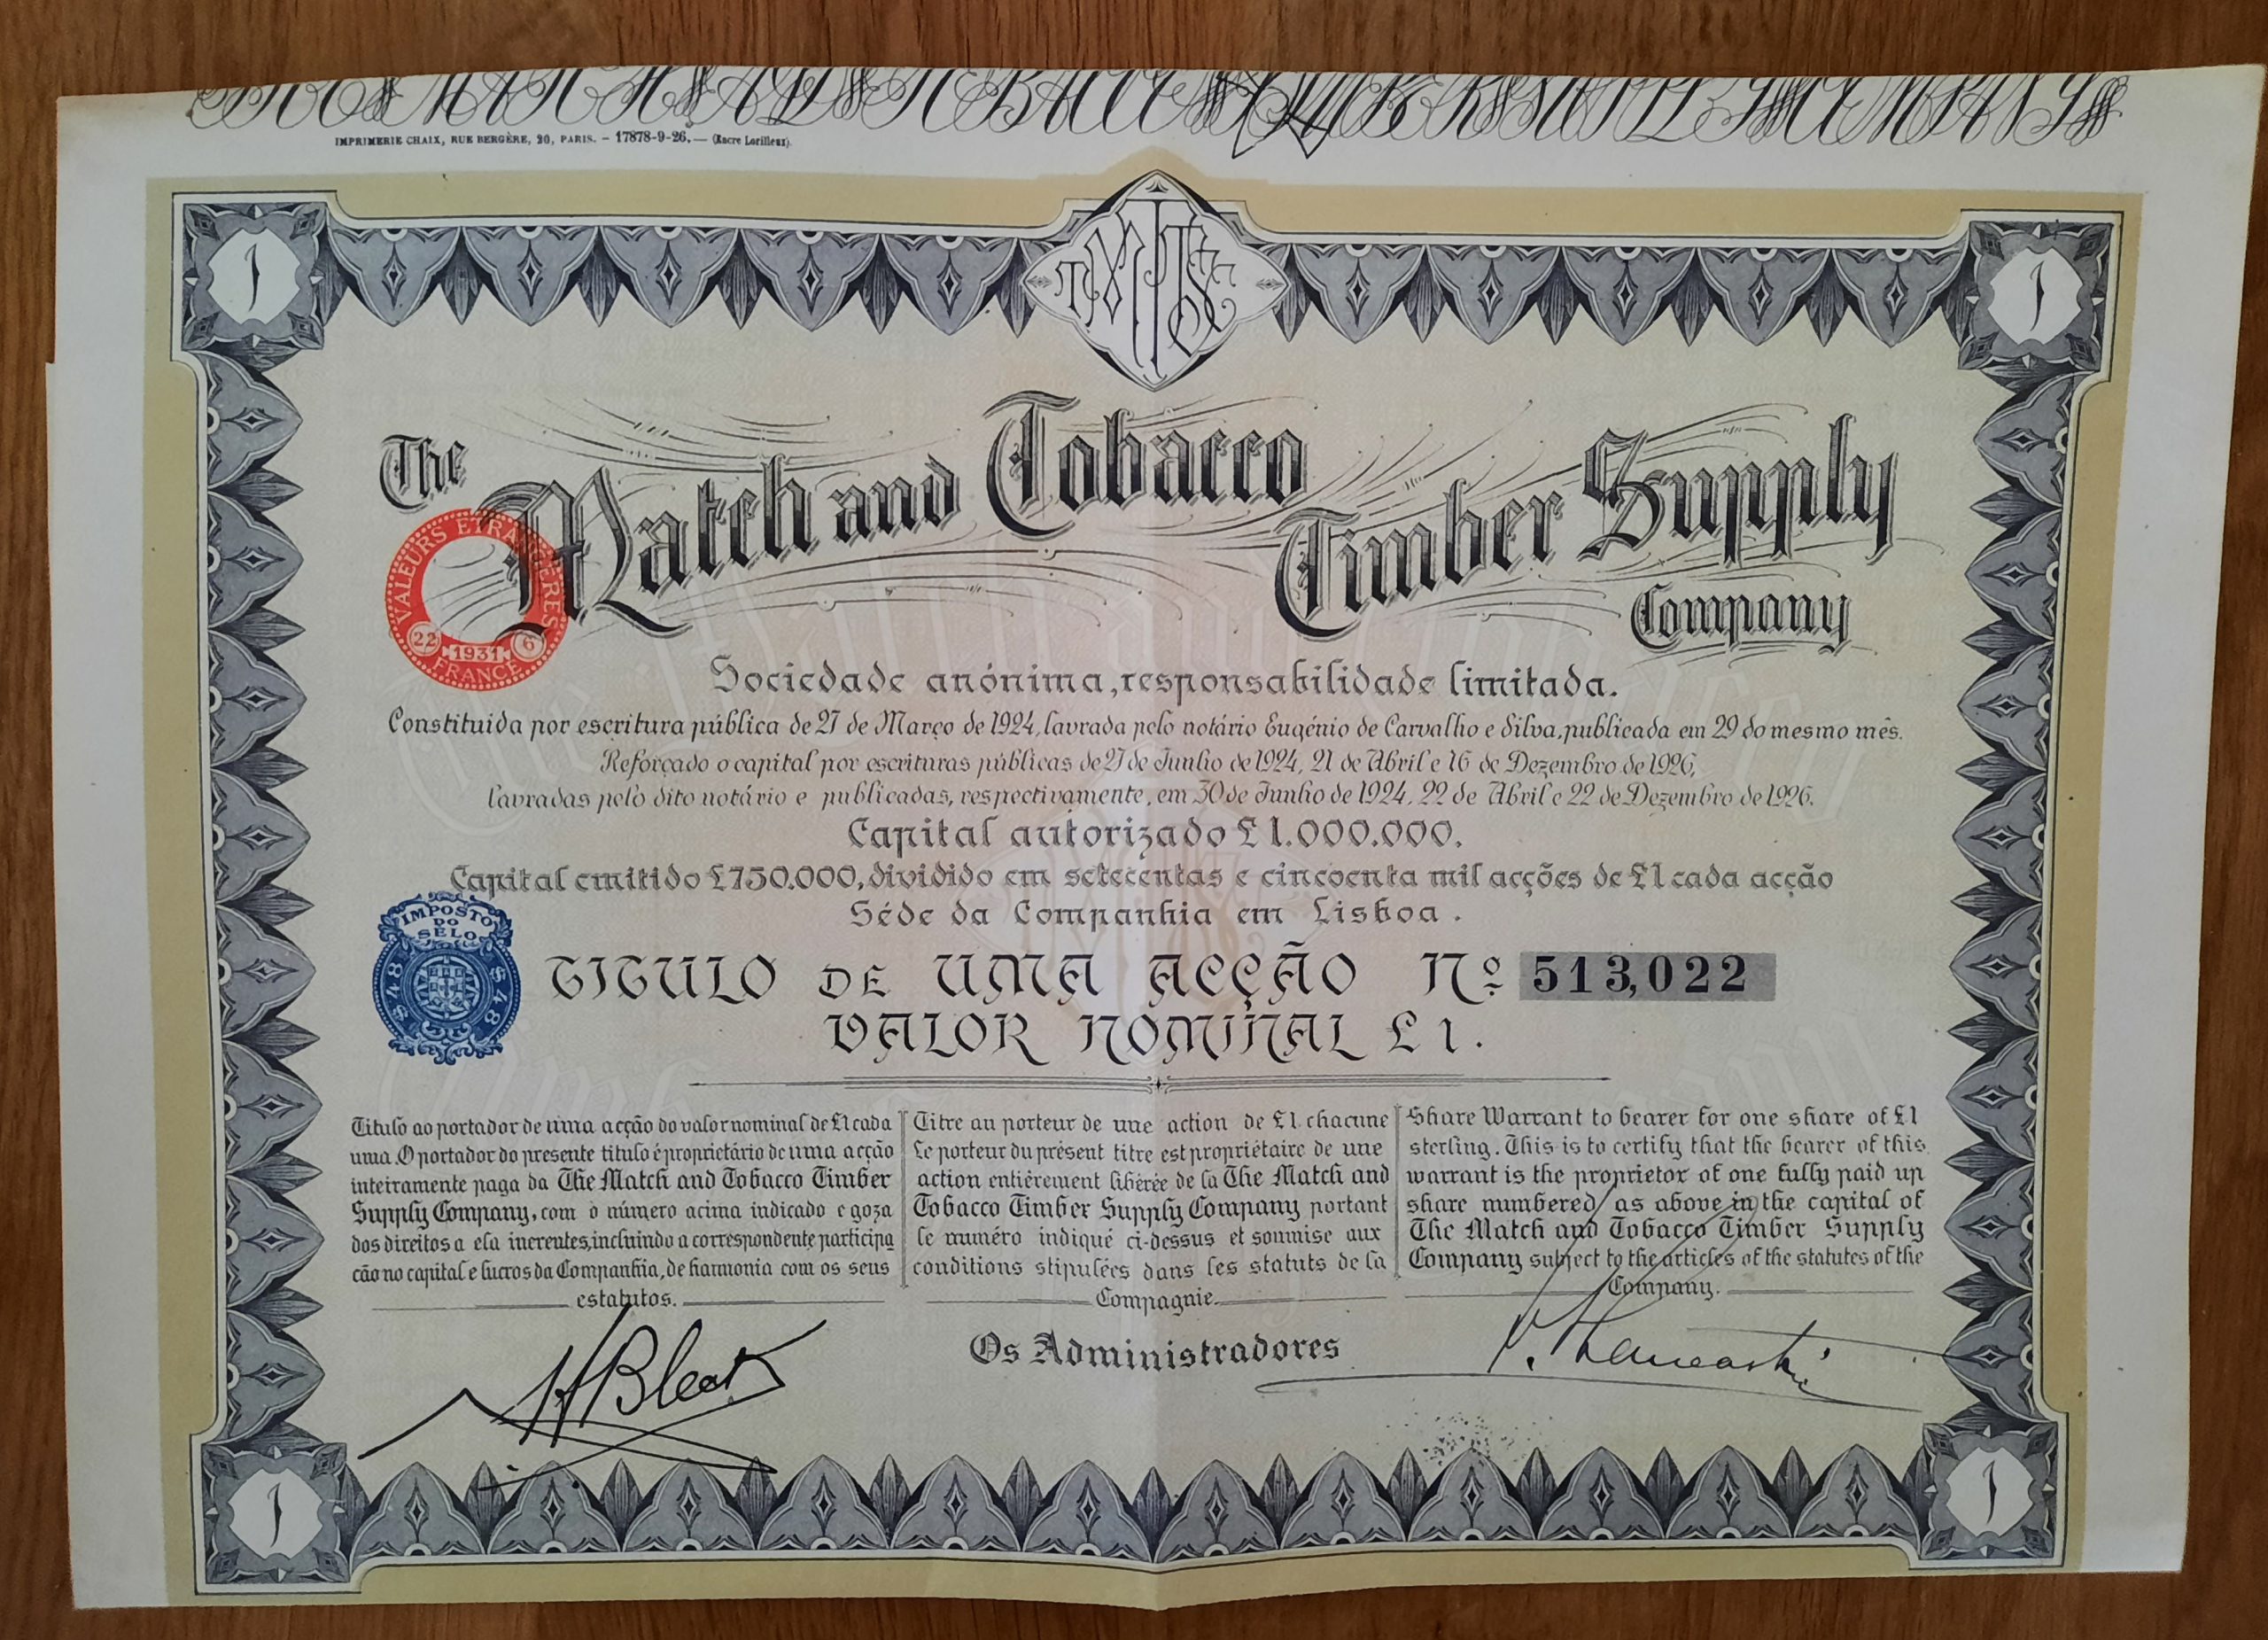 IMPRIMERIE CHAIX, RUE BERGÈRE, 20, PARIS. — 17878-9-26. — (Encre Lorilleux).
1
1
The
Match and Tobacco
Timber Supply
Company
VALEURS ETRANGERES
22 1931 6
FRANCE
Sociedade anónima, responsabilidade limitada.
Constituida por escritura pública de 27 de Março de 1924, lavrada pelo notário Eugénio de Carvalho e Silva, publicada em 29 do mesmo mês.
Reforçado o capital por escrituras públicas de 27 de Junho de 1924, 21 de Abril e 16 de Dezembro de 1926,
lavradas pelo dito notário e publicadas, respectivamente, em 30 de Junho de 1924, 22 de Abril e 22 de Dezembro de 1926.
Capital autorizado £ 1.000.000.
Capital emitido £ 750.000, dividido em setecentas e cincoenta mil acções de £ 1 cada acção
Séde da Companhia em Lisboa.
IMPOSTO
DO
SELO
$48 $48
TITULO DE UMA ACÇÃO Nº 513,022
VALOR NOMINAL £ 1.
Titulo ao portador de uma acção do valor nominal de £1 cada
uma. O portador do presente titulo é proprietário de uma acção
inteiramente paga da The Match and Tobacco Timber
Supply Company, com o número acima indicado e goza
dos direitos a ela inerentes, incluindo a correspondente participa
ção no capital e lucros da Companhia, de harmonia com os seus
estatutos.
Titre au porteur de une action de £1 chacune
Le porteur du présent titre est propriétaire de une
action entiérement libérée de la The Match and
Tobacco Timber Supply Company portant
le numéro indiqué ci-dessus et soumise aux
conditions stipulées dans les statuts de la
Compagnie.
Share Warrant to bearer for one share of £1
sterling. This is to certify that the bearer of this
warrant is the proprietor of one fully paid up
share numbered as above in the capital of
The Match and Tobacco Timber Supply
Company subject to the articles of the statutes of the
Company.
Os Administradores
1
1